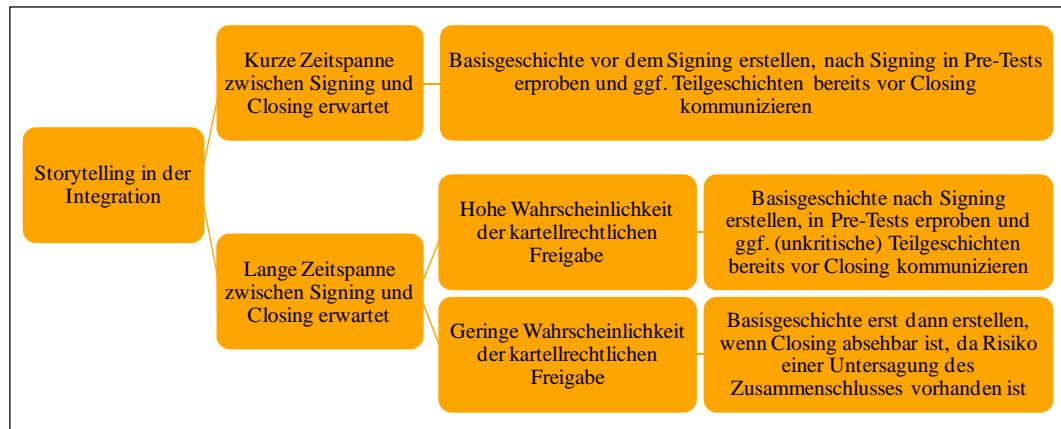 Storytelling in der
Integration
Kurze Zeitspanne
zwischen Signing und
Closing erwartet
Basisgeschichte vor dem Signing erstellen, nach Signing in Pre-Tests
erproben und ggf. Teilgeschichten bereits vor Closing
kommunizieren
Lange Zeitspanne
zwischen Signing und
Closing erwartet
Hohe Wahrscheinlichkeit
der kartellrechtlichen
Freigabe
Basisgeschichte nach Signing
erstellen, in Pre-Tests erproben und
ggf. (unkritische) Teilgeschichten
bereits vor Closing kommunizieren
Geringe Wahrscheinlichkeit
der kartellrechtlichen
Freigabe
Basisgeschichte erst dann erstellen,
wenn Closing absehbar ist, da Risiko
einer Untersagung des
Zusammenschlusses vorhanden ist